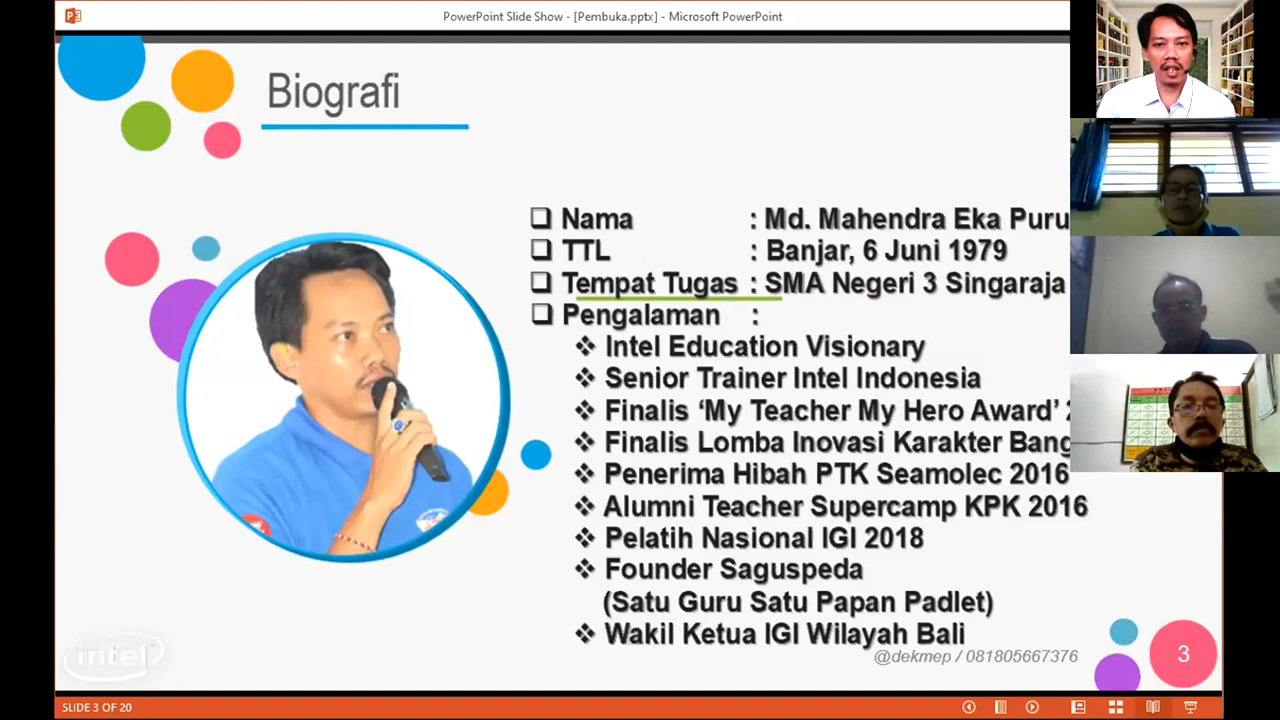 PowerPoint Slide Show - [Pembuka.pptx] - Microsoft PowerPoint
Biografi
Nama : Md. Mahendra Eka Puru
TTL : Banjar, 6 Juni 1979
Tempat Tugas : SMA Negeri 3 Singaraja
Pengalaman :
Intel Education Visionary
Senior Trainer Intel Indonesia
Finalis ‘My Teacher My Hero Award’
Finalis Lomba Inovasi Karakter Bang
Penerima Hibah PTK Seamolec 2016
Alumni Teacher Supercamp KPK 2016
Pelatih Nasional IGI 2018
Founder Saguspeda
(Satu Guru Satu Papan Padlet)
Wakil Ketua IGI Wilayah Bali
@dekmep / 081805667376
3
intel
SLIDE 3 OF 20